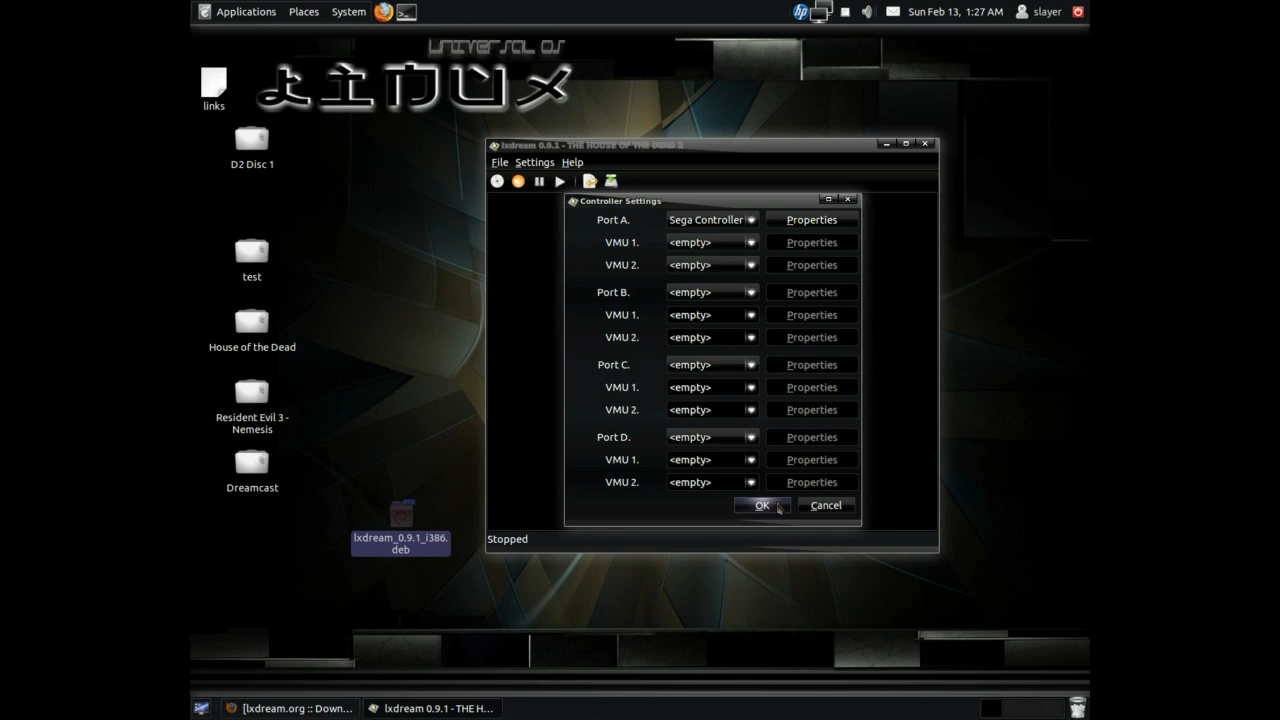 Applications Places System
Sun Feb 13, 1:27 AM slayer
UNIVERSAL OS
LINUX
links
D2 Disc 1
test
House of the Dead
Resident Evil 3 -
Nemesis
Dreamcast
lxdream_0.9.1_i386.
deb
lxdream 0.9.1 - THE HOUSE OF THE DEAD 2
File Settings Help
Controller Settings
Port A. Sega Controller Properties
VMU 1. <empty> Properties
VMU 2. <empty> Properties
Port B. <empty> Properties
VMU 1. <empty> Properties
VMU 2. <empty> Properties
Port C. <empty> Properties
VMU 1. <empty> Properties
VMU 2. <empty> Properties
Port D. <empty> Properties
VMU 1. <empty> Properties
VMU 2. <empty> Properties
OK Cancel
Stopped
[lxdream.org :: Down...
lxdream 0.9.1 - THE H...